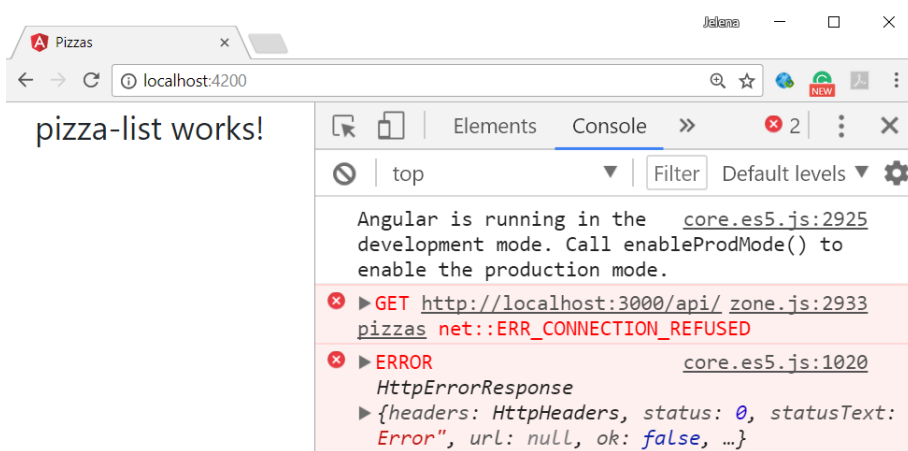 Jelena
Pizzas
localhost:4200
NEW
pizza-list works!
Elements Console » 2
top Filter Default levels
Angular is running in the core.es5.js:2925
development mode. Call enableProdMode() to
enable the production mode.
GET http://localhost:3000/api/ zone.js:2933
pizzas net::ERR_CONNECTION_REFUSED
ERROR core.es5.js:1020
HttpErrorResponse
{headers: HttpHeaders, status: 0, statusText:
Error", url: null, ok: false, …}